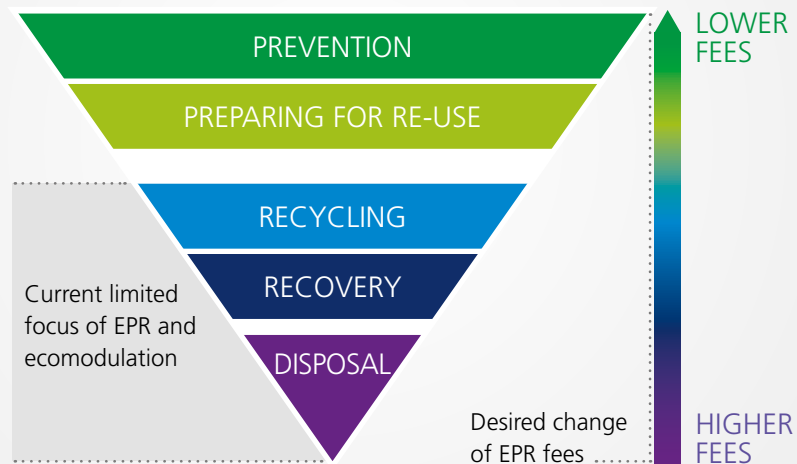 PREVENTION
PREPARING FOR RE-USE
RECYCLING
RECOVERY
DISPOSAL
Current limited
focus of EPR and
ecomodulation
LOWER
FEES
Desired change
of EPR fees
HIGHER
FEES